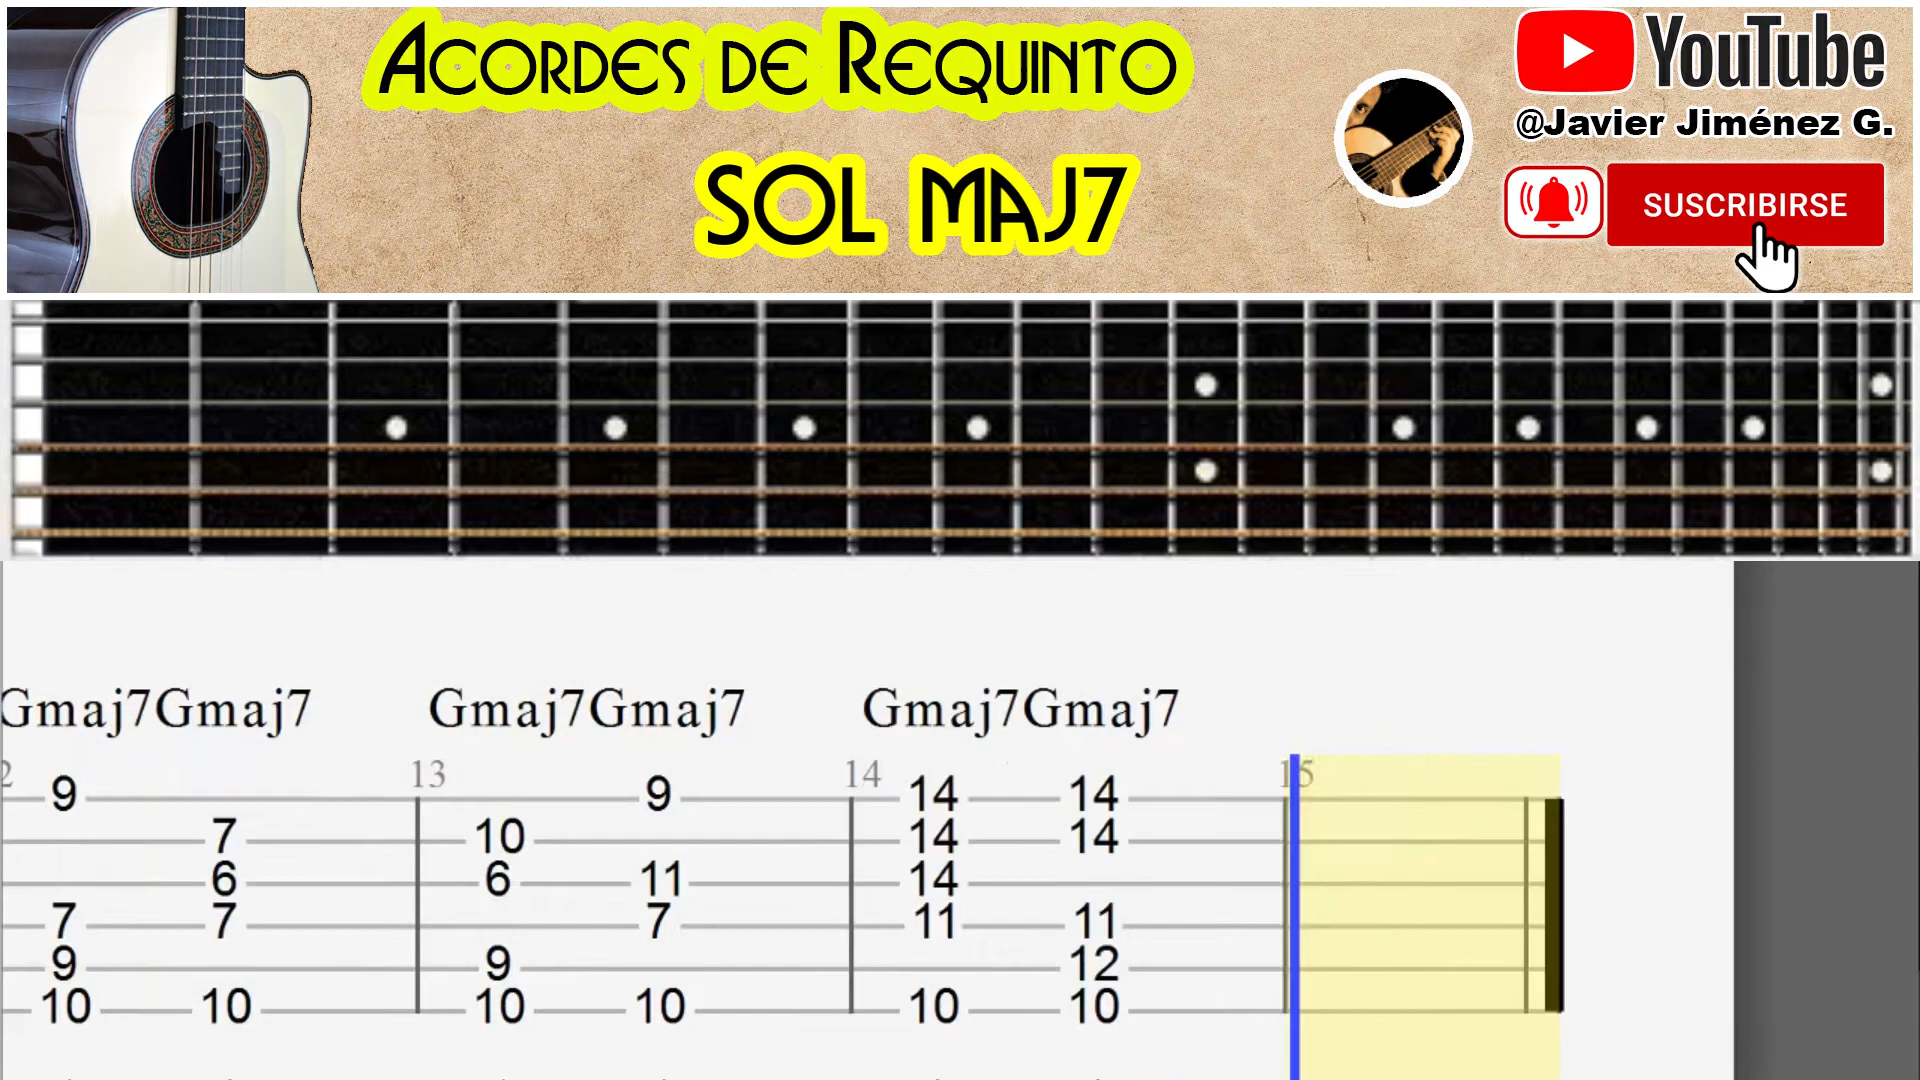 ACORDES DE REQUINTO
SOL MAJ7
YouTube
@Javier Jiménez G.
SUSCRIBIRSE
Gmaj7Gmaj7 Gmaj7Gmaj7 Gmaj7Gmaj7
2 13 14 15
9 9 14 14
7 10 14 14
6 6 11 14
7 7 7 11 11
9 9 12
10 10 10 10 10 10